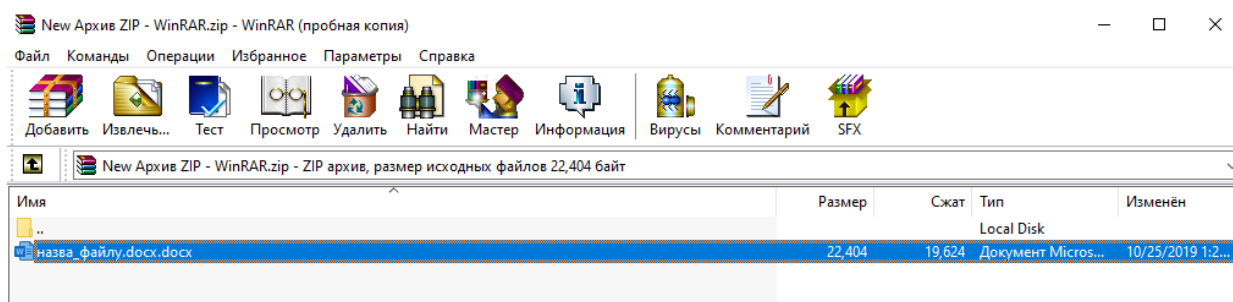 New Архив ZIP - WinRAR.zip - WinRAR (пробная копия)
Файл Команды Операции Избранное Параметры Справка
Добавить Извлечь... Тест Просмотр Удалить Найти Мастер Информация Вирусы Комментарий SFX
New Архив ZIP - WinRAR.zip - ZIP архив, размер исходных файлов 22,404 байт
Имя Размер Сжат Тип Изменён
.. Local Disk
назва_файлу.docx.docx 22,404 19,624 Документ Micros... 10/25/2019 1:2...